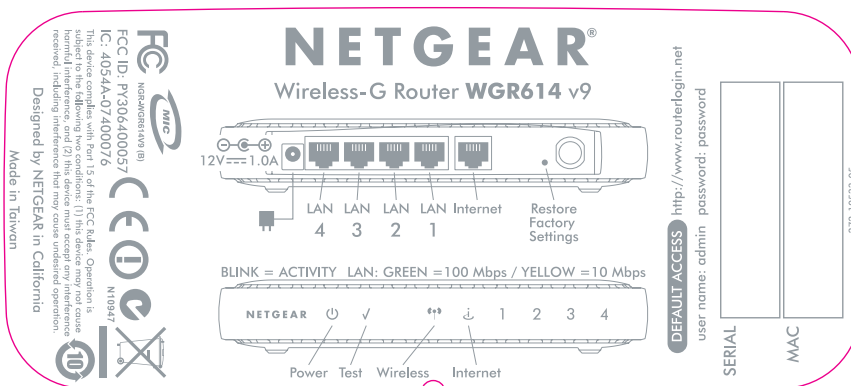 NETGEAR®
Wireless-G Router WGR614 v9
12V 1.0A
LAN 4
LAN 3
LAN 2
LAN 1
Internet
Restore
Factory
Settings
BLINK = ACTIVITY LAN: GREEN =100 Mbps / YELLOW =10 Mbps
NETGEAR 1 2 3 4
Power Test Wireless Internet
FC
MIC
NGR-WGR614V9 (B)
FCC ID: PY306400057
IC: 4054A-07400076
This device complies with Part 15 of the FCC Rules. Operation is
subject to the following two conditions: (1) this device may not cause
harmful interference, and (2) this device must accept any interference
received, including interference that may cause undesired operation.
Designed by NETGEAR in California
Made in Taiwan
CE
N10947
10
DEFAULT ACCESS http://www.routerlogin.net
user name: admin password: password
SERIAL
MAC